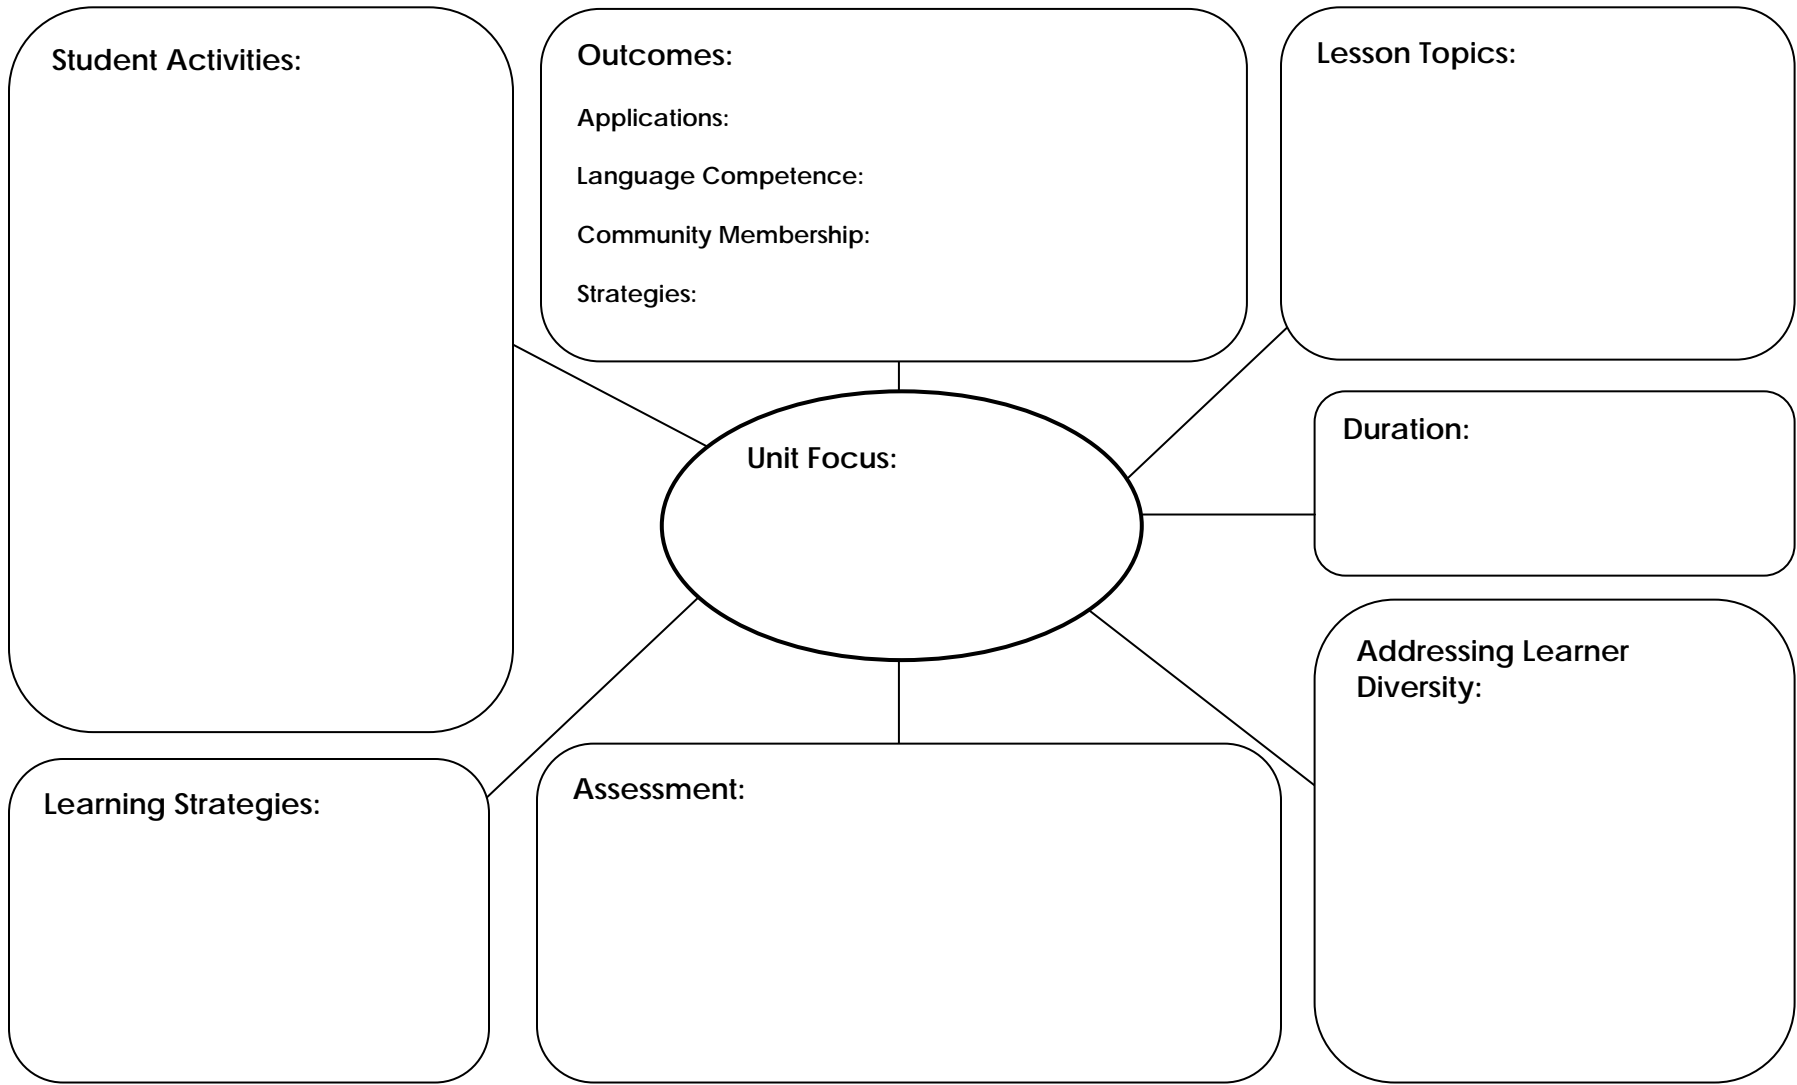 Student Activities:
Outcomes:
Applications:
Language Competence:
Community Membership:
Strategies:
Lesson Topics:
Unit Focus:
Duration:
Addressing Learner
Diversity:
Learning Strategies:
Assessment: